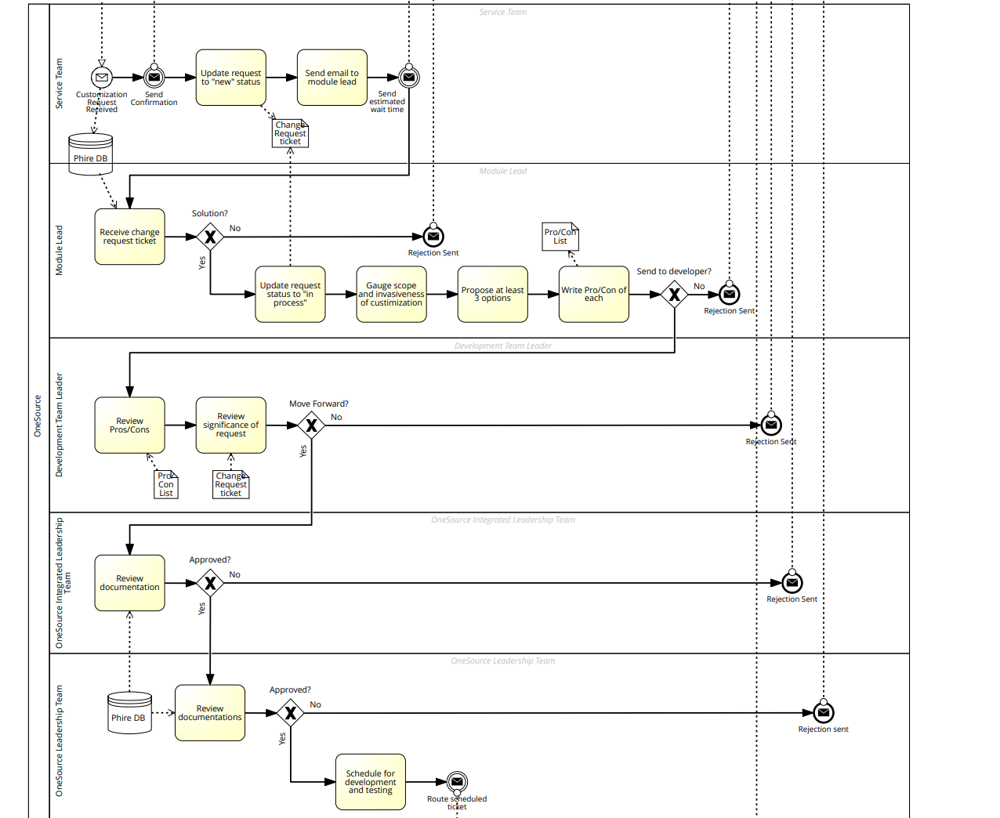 OneSource
Service Team
Service Team
Customization
Request
Received
Send
Confirmation
Update request
to "new" status
Send email to
module lead
Send
estimated
wait time
Change
Request
ticket
Phire DB
Module Lead
Module Lead
Receive change
request ticket
Solution?
No
Yes
Rejection Sent
Update request
status to "in
process"
Gauge scope
and invasiveness
of custimization
Propose at least
3 options
Pro/Con
List
Write Pro/Con of
each
Send to developer?
No
Rejection Sent
Development Team Leader
Development Team Leader
Review
Pros/Cons
Review
significance of
request
Move Forward?
No
Yes
Rejection Sent
Pro/
Con
List
Change
Request
ticket
OneSource Integrated Leadership
Team
OneSource Integrated Leadership Team
Review
documentation
Approved?
No
Yes
Rejection Sent
OneSource Leadership Team
OneSource Leadership Team
Phire DB
Review
documentations
Approved?
No
Yes
Rejection sent
Schedule for
development
and testing
Route scheduled
ticket